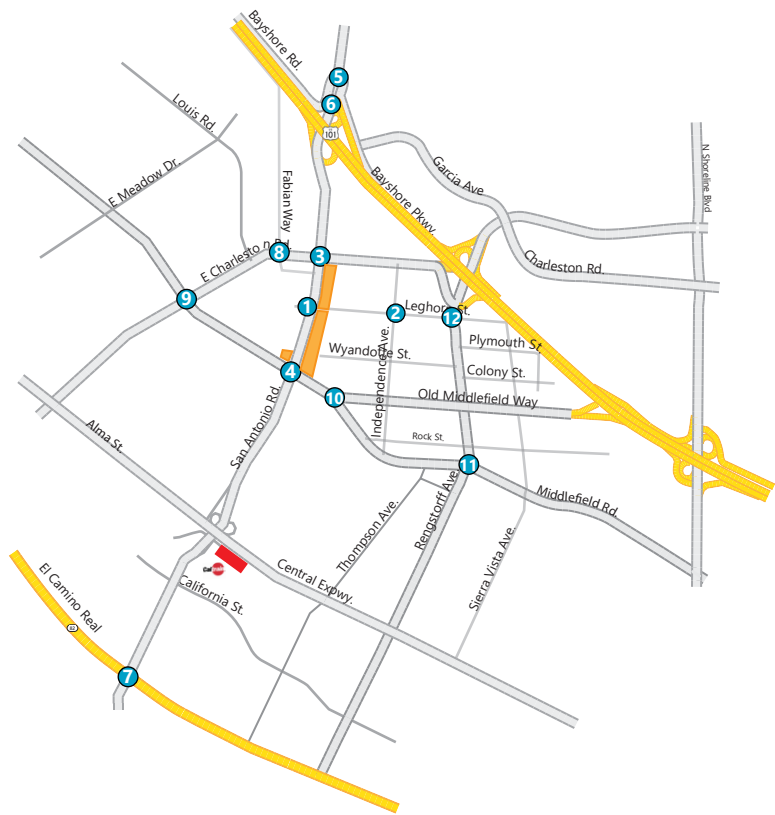 Bayshore Rd.
5
6
101
Louis Rd.
E Meadow Dr.
Fabian Way
Garcia Ave
Bayshore Pkwy.
N Shoreline Blvd
E Charleston Rd.
8
3
Charleston Rd.
9
1
2
Leghorn St.
12
Wyandotte St.
Independence Ave.
Plymouth St.
Colony St.
4
10
Old Middlefield Way
San Antonio Rd.
Rock St.
Alma St.
11
Middlefield Rd.
Rengstorff Ave.
Thompson Ave.
Sierra Vista Ave.
Central Expwy.
California St.
El Camino Real
82
7